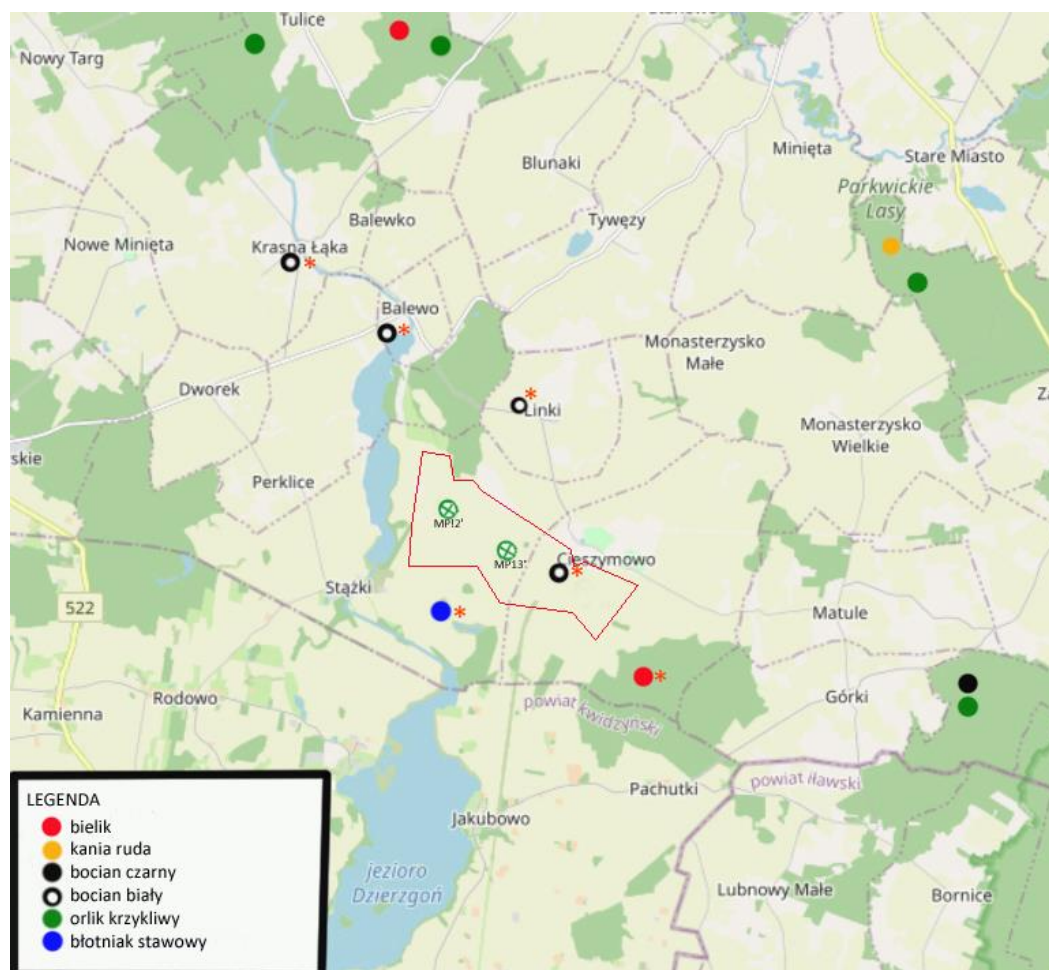 Tulice
Nowy Targ
Blunaki
Minięta
Stare Miasto
Parkwickie
Lasy
Balewko
Tywęzy
Nowe Minięta
Krasna Łąka
Balewo
Monasterzysko
Małe
Dworek
Linki
Monasterzysko
Wielkie
skie
Perklice
MP12'
MP13'
Cieszymowo
Stążki
522
Matule
Rodowo
Kamienna
powiat kwidzyński
Górki
powiat iławski
Pachutki
Jakubowo
jezioro
Dzierzgoń
Lubnowy Małe
Bornice
LEGENDA
bielik
kania ruda
bocian czarny
bocian biały
orlik krzykliwy
błotniak stawowy